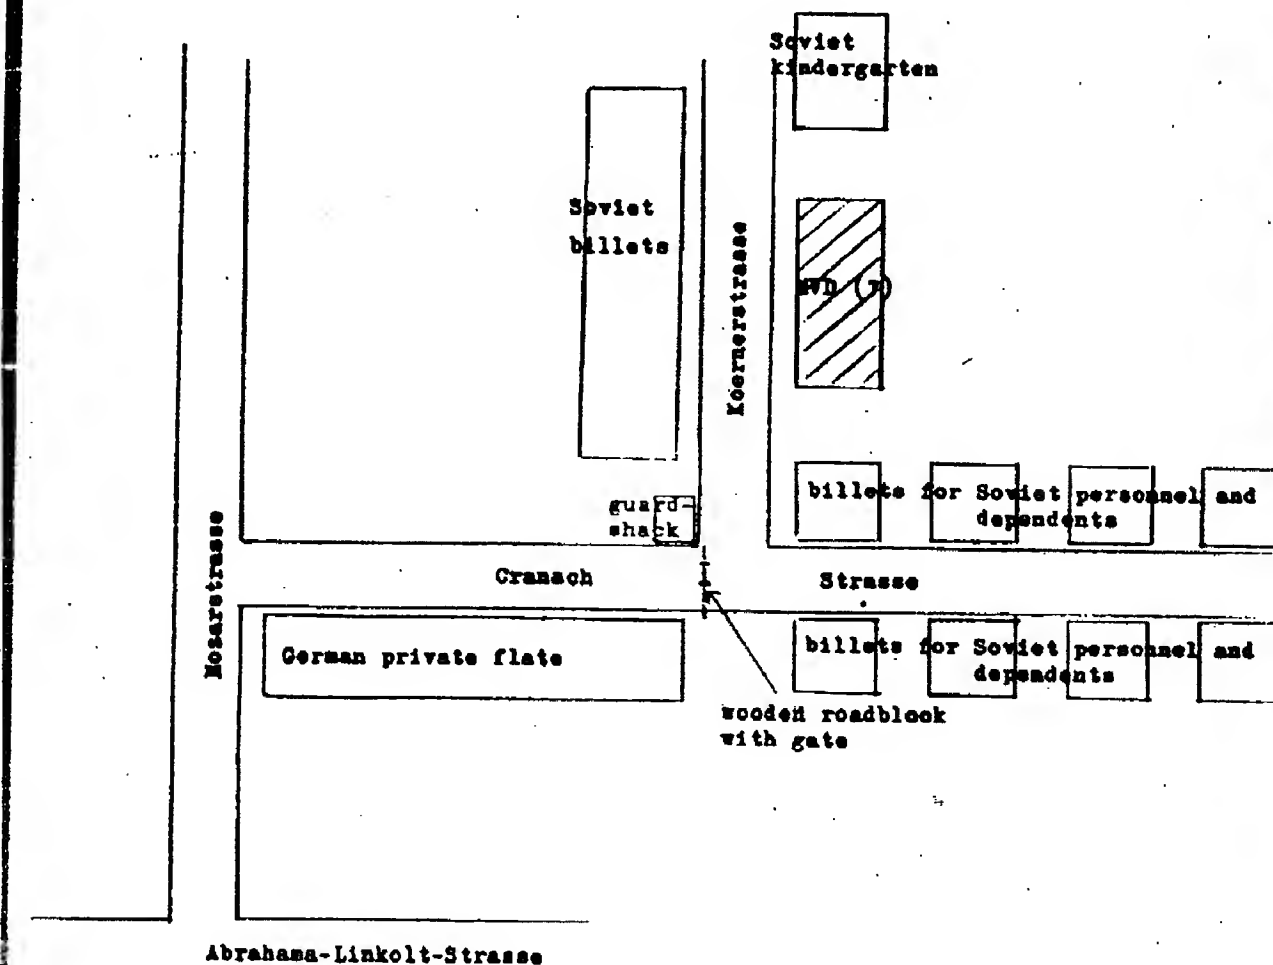 Soviet
kindergarten
Soviet
billets
Koernerstrasse
MVD (?)
billets for Soviet personnel and
dependents
guard-
shack
Mozarstrasse
Cranach Strasse
German private flats
billets for Soviet personnel and
dependents
wooden roadblock
with gate
Abrahama-Linkolt-Strasse